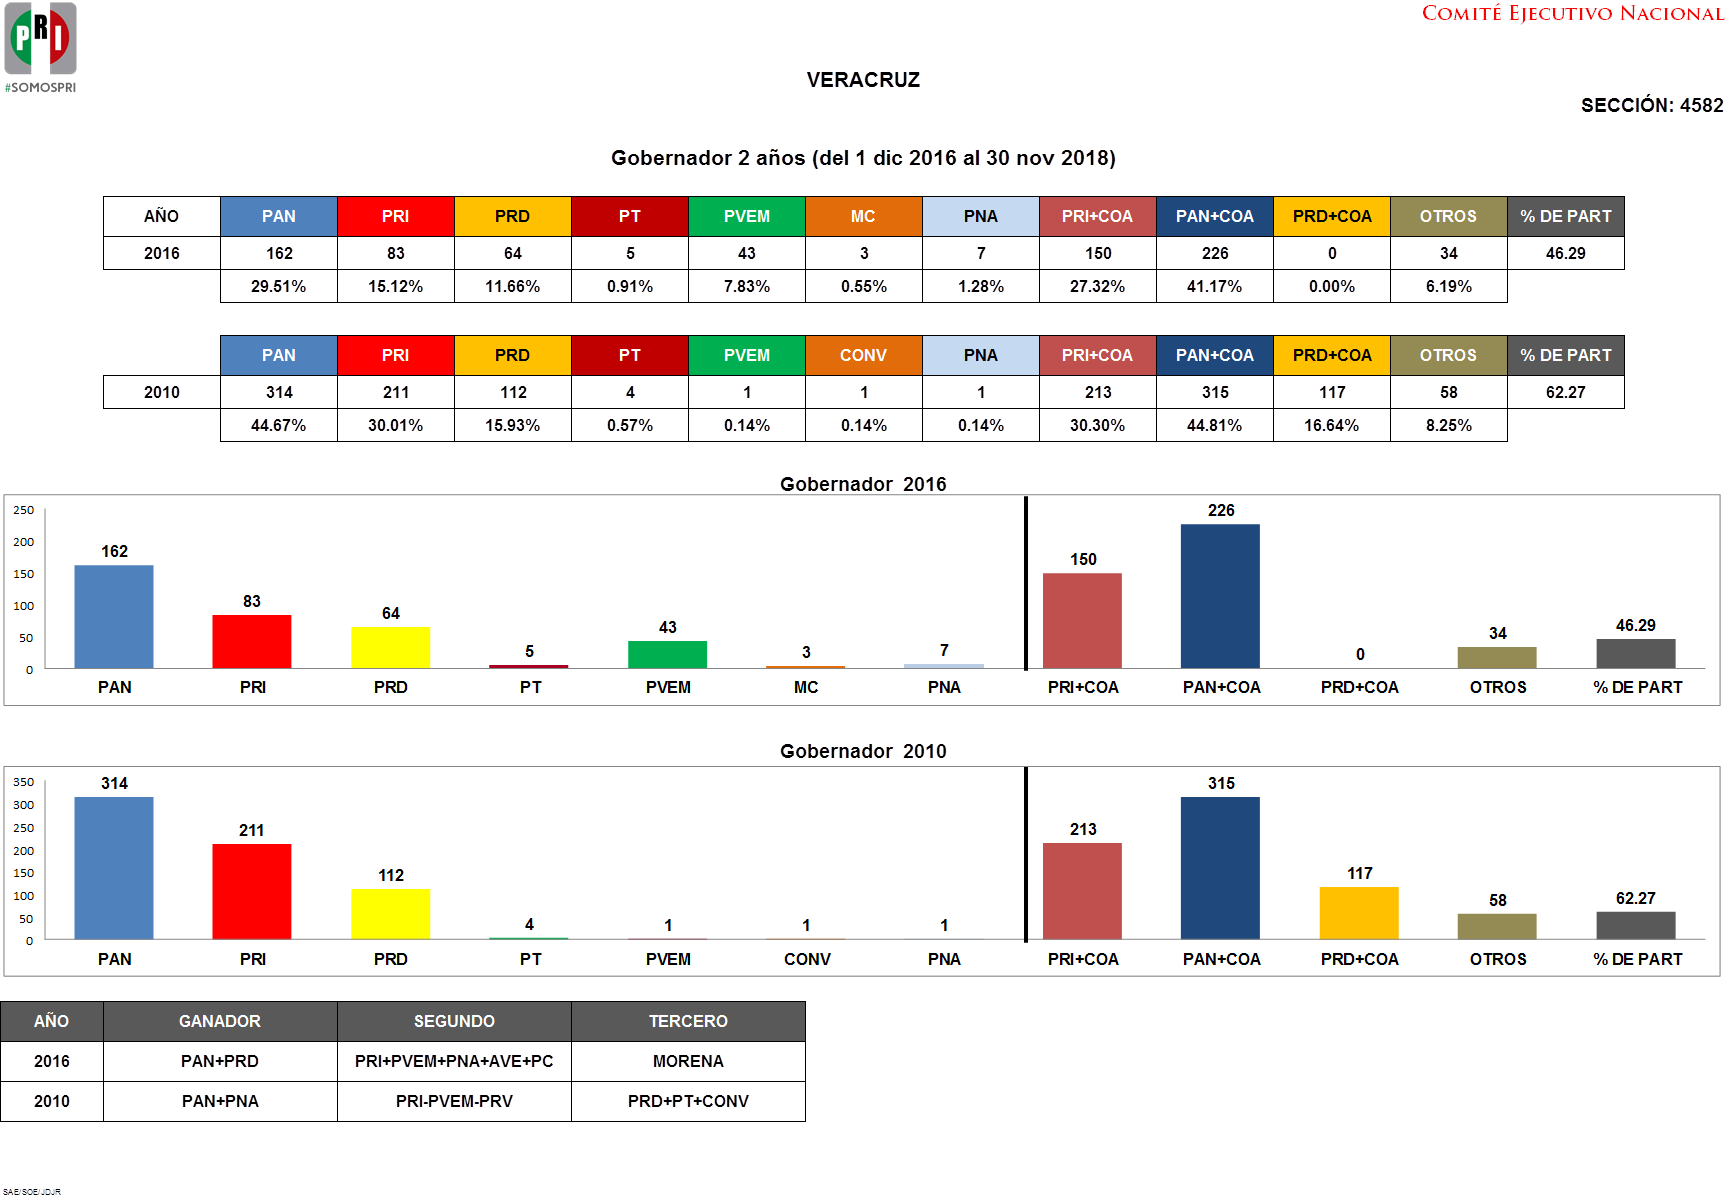 PRI
#SOMOSPRI
COMITÉ EJECUTIVO NACIONAL
VERACRUZ
SECCIÓN: 4582
Gobernador 2 años (del 1 dic 2016 al 30 nov 2018)
AÑO PAN PRI PRD PT PVEM MC PNA PRI+COA PAN+COA PRD+COA OTROS % DE PART
2016 162 83 64 5 43 3 7 150 226 0 34 46.29
29.51% 15.12% 11.66% 0.91% 7.83% 0.55% 1.28% 27.32% 41.17% 0.00% 6.19%
PAN PRI PRD PT PVEM CONV PNA PRI+COA PAN+COA PRD+COA OTROS % DE PART
2010 314 211 112 4 1 1 1 213 315 117 58 62.27
44.67% 30.01% 15.93% 0.57% 0.14% 0.14% 0.14% 30.30% 44.81% 16.64% 8.25%
Gobernador 2016
250
200
150
100
50
0
162 83 64 5 43 3 7 150 226 0 34 46.29
PAN PRI PRD PT PVEM MC PNA PRI+COA PAN+COA PRD+COA OTROS % DE PART
Gobernador 2010
350
300
250
200
150
100
50
0
314 211 112 4 1 1 1 213 315 117 58 62.27
PAN PRI PRD PT PVEM CONV PNA PRI+COA PAN+COA PRD+COA OTROS % DE PART
AÑO GANADOR SEGUNDO TERCERO
2016 PAN+PRD PRI+PVEM+PNA+AVE+PC MORENA
2010 PAN+PNA PRI-PVEM-PRV PRD+PT+CONV
SAE/SOE/JDJR